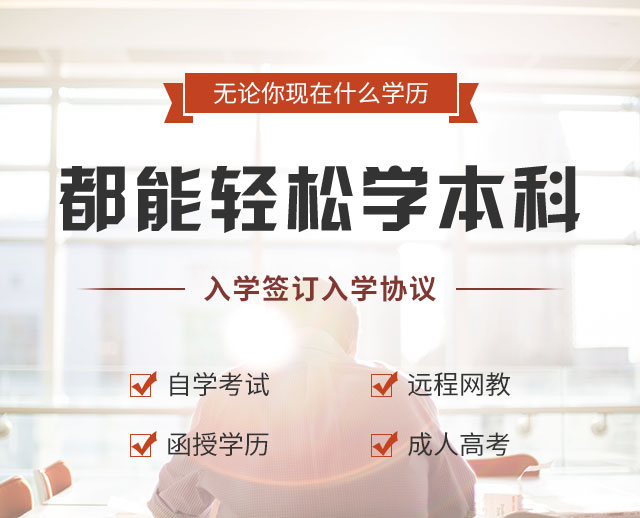 无论你现在什么学历
都能轻松学本科
入学签订入学协议
自学考试
远程网教
函授学历
成人高考